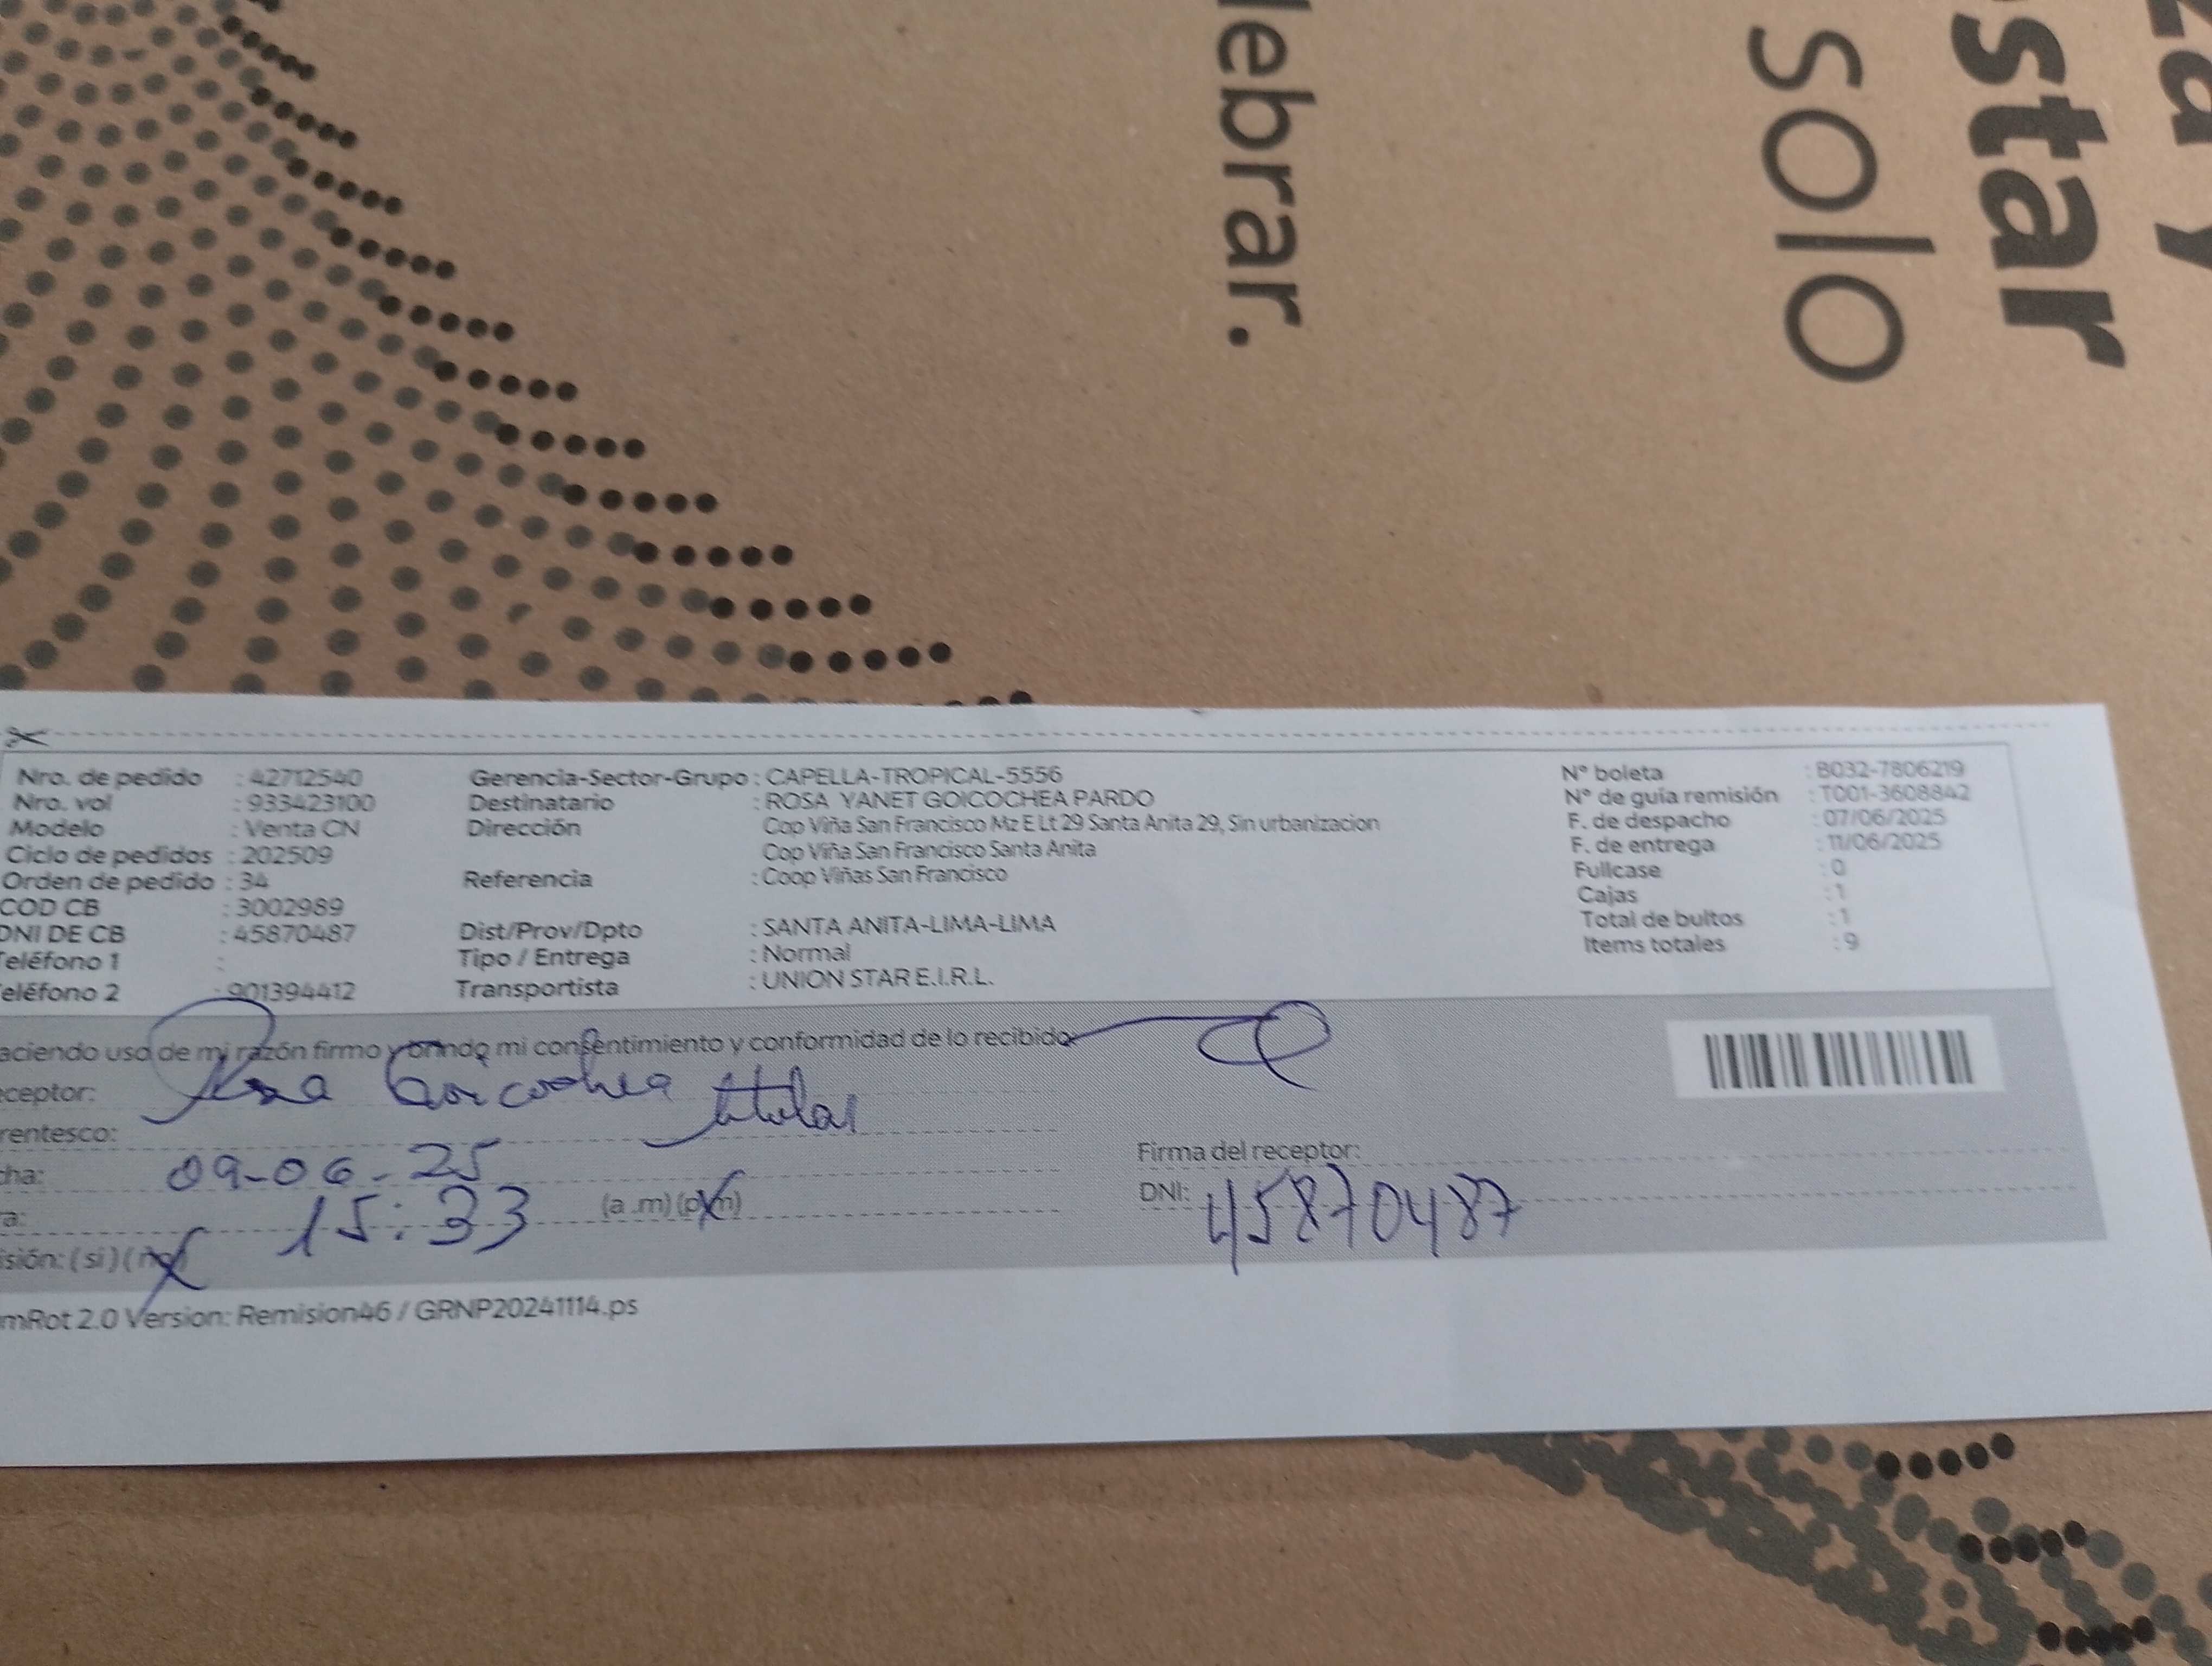 lebrar.
solo
star
za y
Nro. de pedido : 42712540
Nro. vol : 933423100
Modelo : Venta CN
Ciclo de pedidos : 202509
Orden de pedido : 34
COD CB : 3002989
DNI DE CB : 45870487
Teléfono 1 :
Teléfono 2 : 901394412
Gerencia-Sector-Grupo : CAPELLA-TROPICAL-5556
Destinatario : ROSA YANET GOICOCHEA PARDO
Dirección Cop Viña San Francisco Mz E Lt 29 Santa Anita 29, Sin urbanizacion
Cop Viña San Francisco Santa Anita
Referencia : Coop Viñas San Francisco
Dist/Prov/Dpto : SANTA ANITA-LIMA-LIMA
Tipo / Entrega : Normal
Transportista : UNION STAR E.I.R.L.
N° boleta : B032-7806219
N° de guía remisión : T001-3608842
F. de despacho : 07/06/2025
F. de entrega : 11/06/2025
Fullcase : 0
Cajas : 1
Total de bultos : 1
Items totales : 9
aciendo uso de mi razón firmo y brindo mi consentimiento y conformidad de lo recibido:
eceptor: Rosa Goicochea
rentesco: titular
cha: 09-06-25
ra: 15:33 (a.m) (p.m)
isión: (si) (no)
Firma del receptor:
DNI: 45870487
mRot 2.0 Version: Remision46 / GRNP20241114.ps